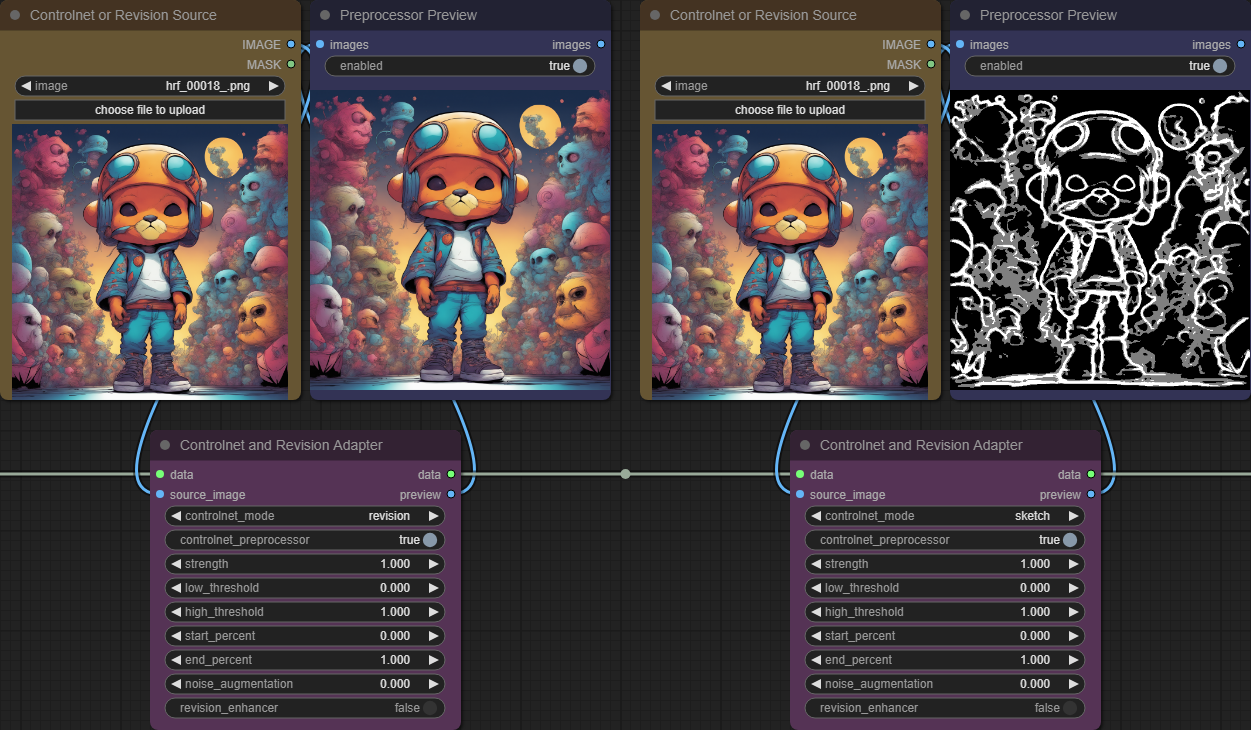 Controlnet or Revision Source
IMAGE
MASK
image hrf_00018_.png
choose file to upload
Preprocessor Preview
images images
enabled true
Controlnet or Revision Source
IMAGE
MASK
image hrf_00018_.png
choose file to upload
Preprocessor Preview
images images
enabled true
Controlnet and Revision Adapter
data data
source_image preview
controlnet_mode revision
controlnet_preprocessor true
strength 1.000
low_threshold 0.000
high_threshold 1.000
start_percent 0.000
end_percent 1.000
noise_augmentation 0.000
revision_enhancer false
Controlnet and Revision Adapter
data data
source_image preview
controlnet_mode sketch
controlnet_preprocessor true
strength 1.000
low_threshold 0.000
high_threshold 1.000
start_percent 0.000
end_percent 1.000
noise_augmentation 0.000
revision_enhancer false